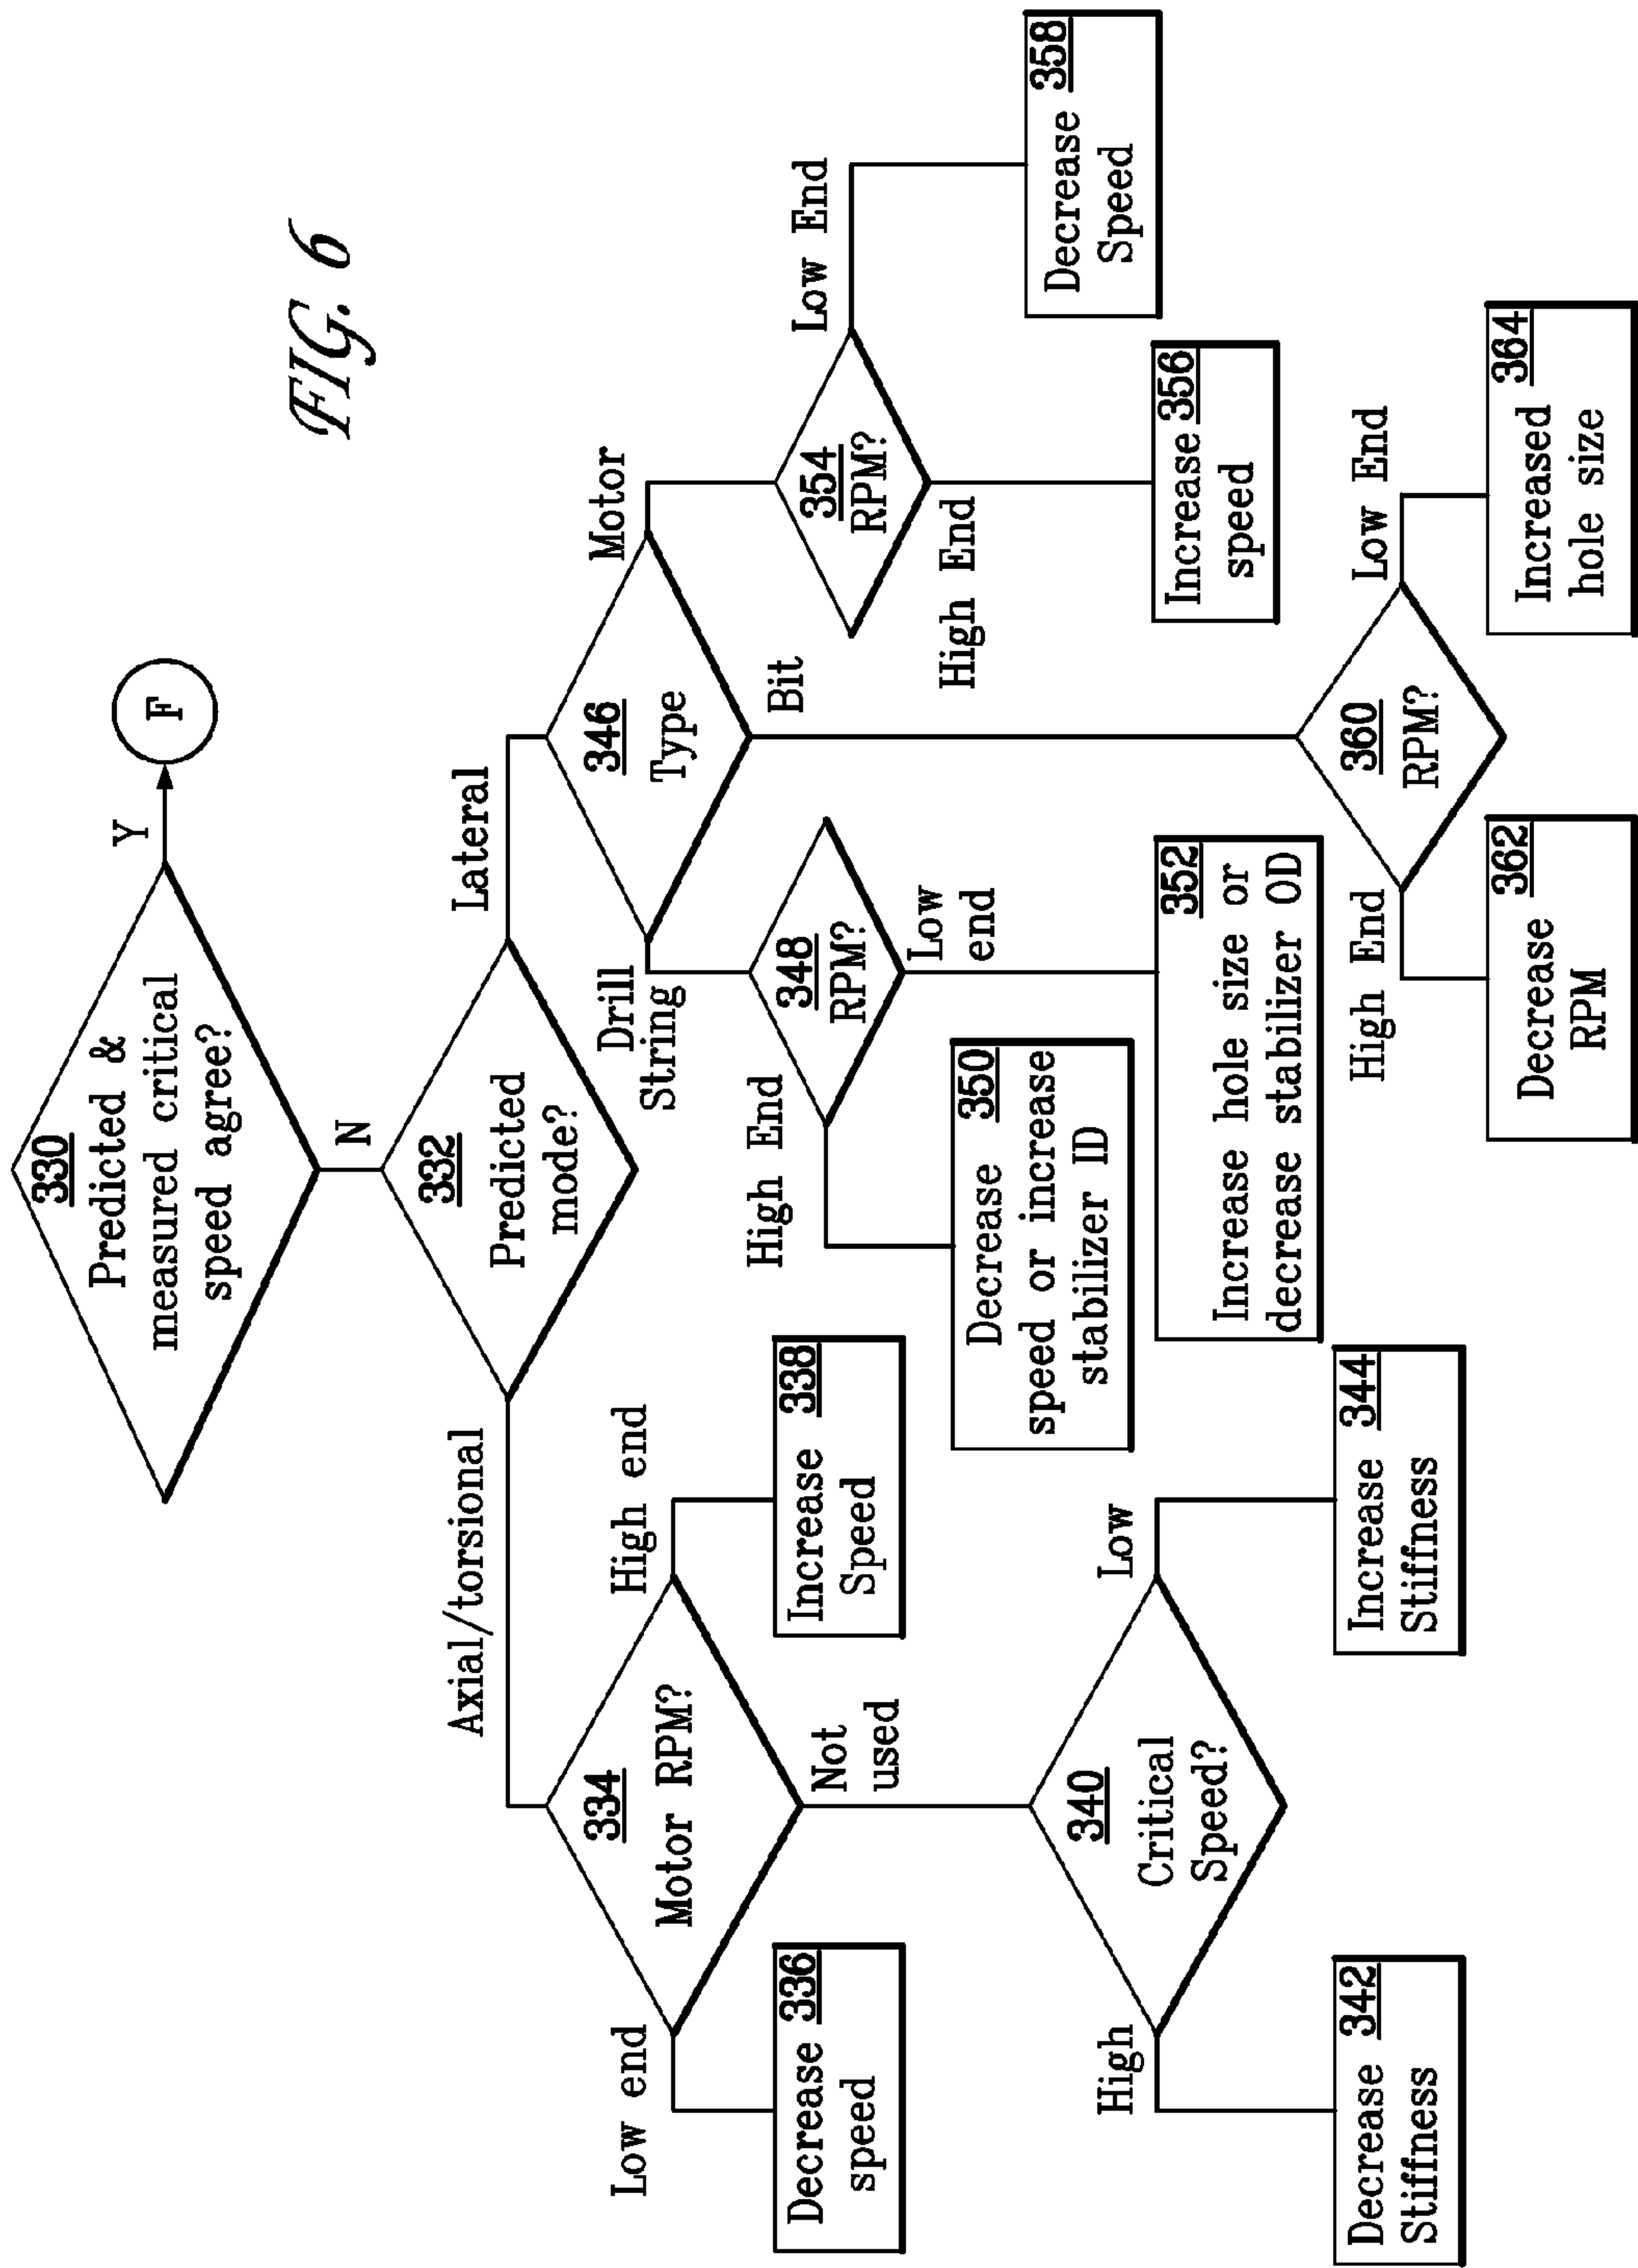 FIG. 6
330
Predicted &
measured critical
speed agree?
Y
F
N
332
Predicted
mode?
Axial/torsional
Lateral
334
Motor RPM?
Low end
High end
Decrease 336
speed
Increase 338
Speed
Not
used
340
Critical
Speed?
High
Low
Decrease 342
Stiffness
Increase 344
Stiffness
346
Type
Drill
String
Motor
Bit
348
RPM?
High End
Low
end
Decrease 350
speed or increase
stabilizer ID
352
Increase hole size or
decrease stabilizer OD
354
RPM?
High End
Low End
Increase 356
speed
Decrease 358
Speed
360
RPM?
High End
Low End
Decrease 362
RPM
Increased 364
hole size